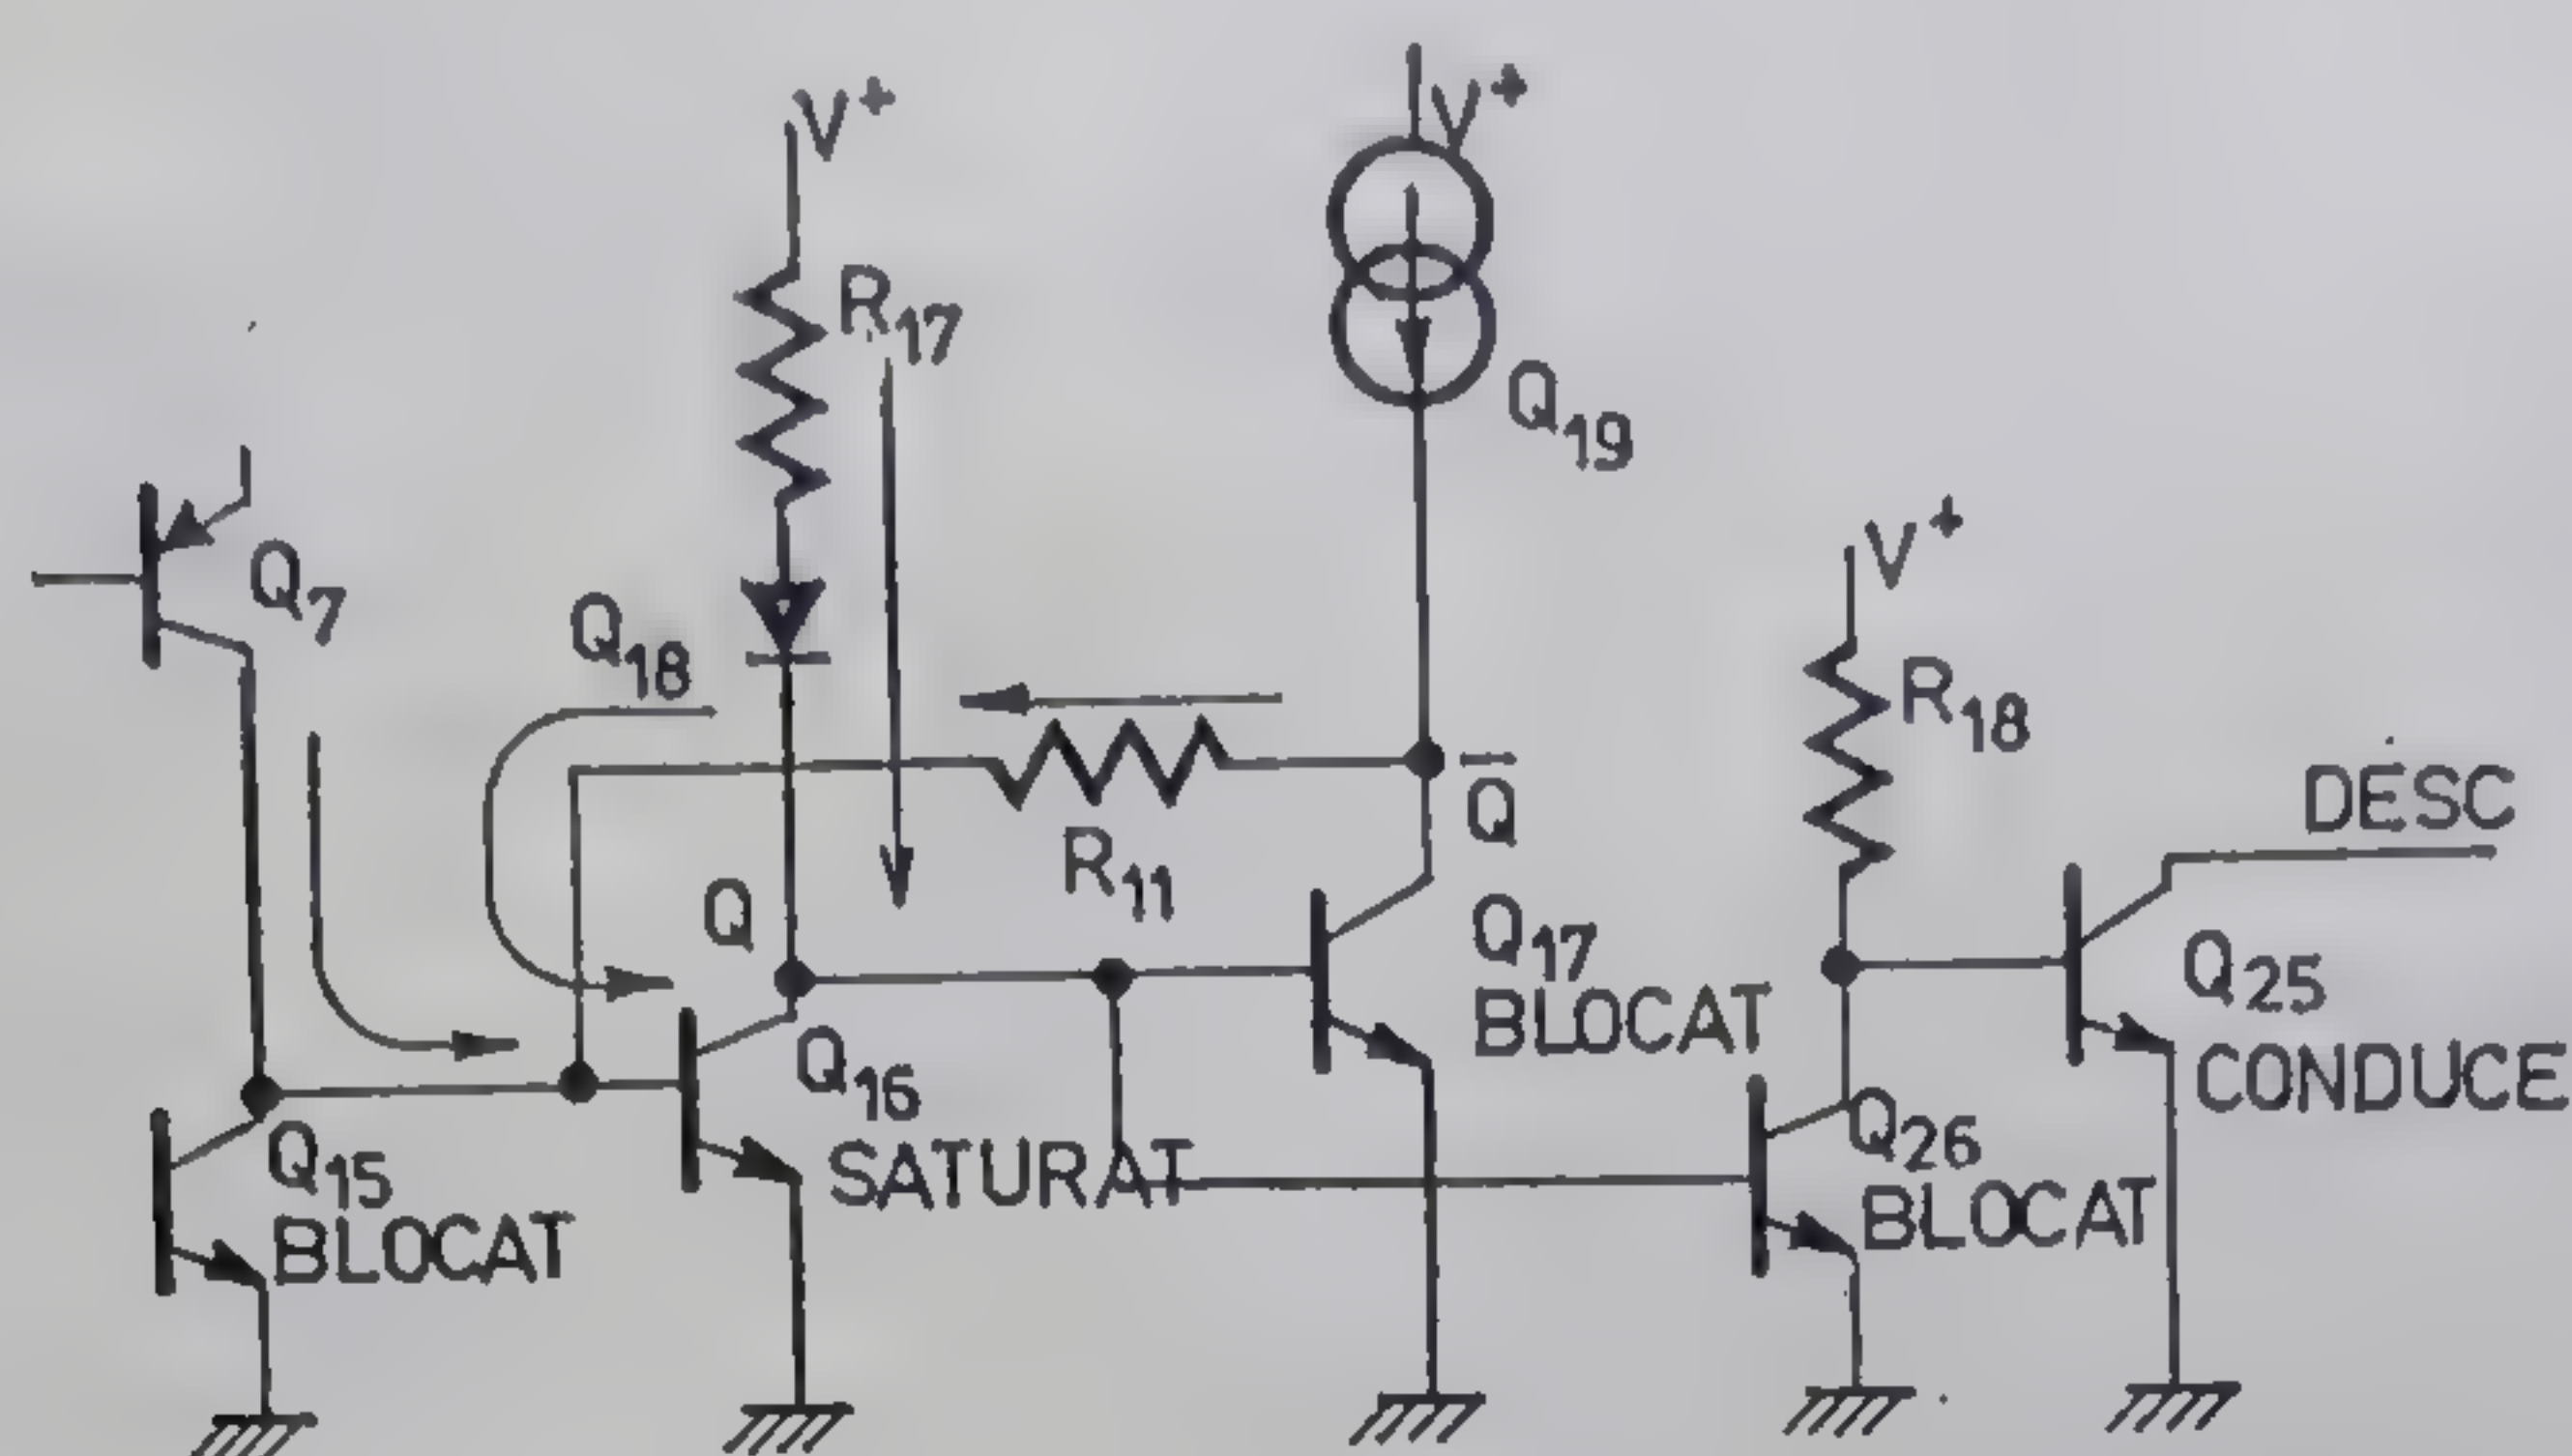 V+
V+
R17
Q19
V+
Q7
Q18
R18
Q̅
DESC
R11
Q
Q17
BLOCAT
Q25
CONDUCE
Q16
SATURAT
Q26
BLOCAT
Q15
BLOCAT